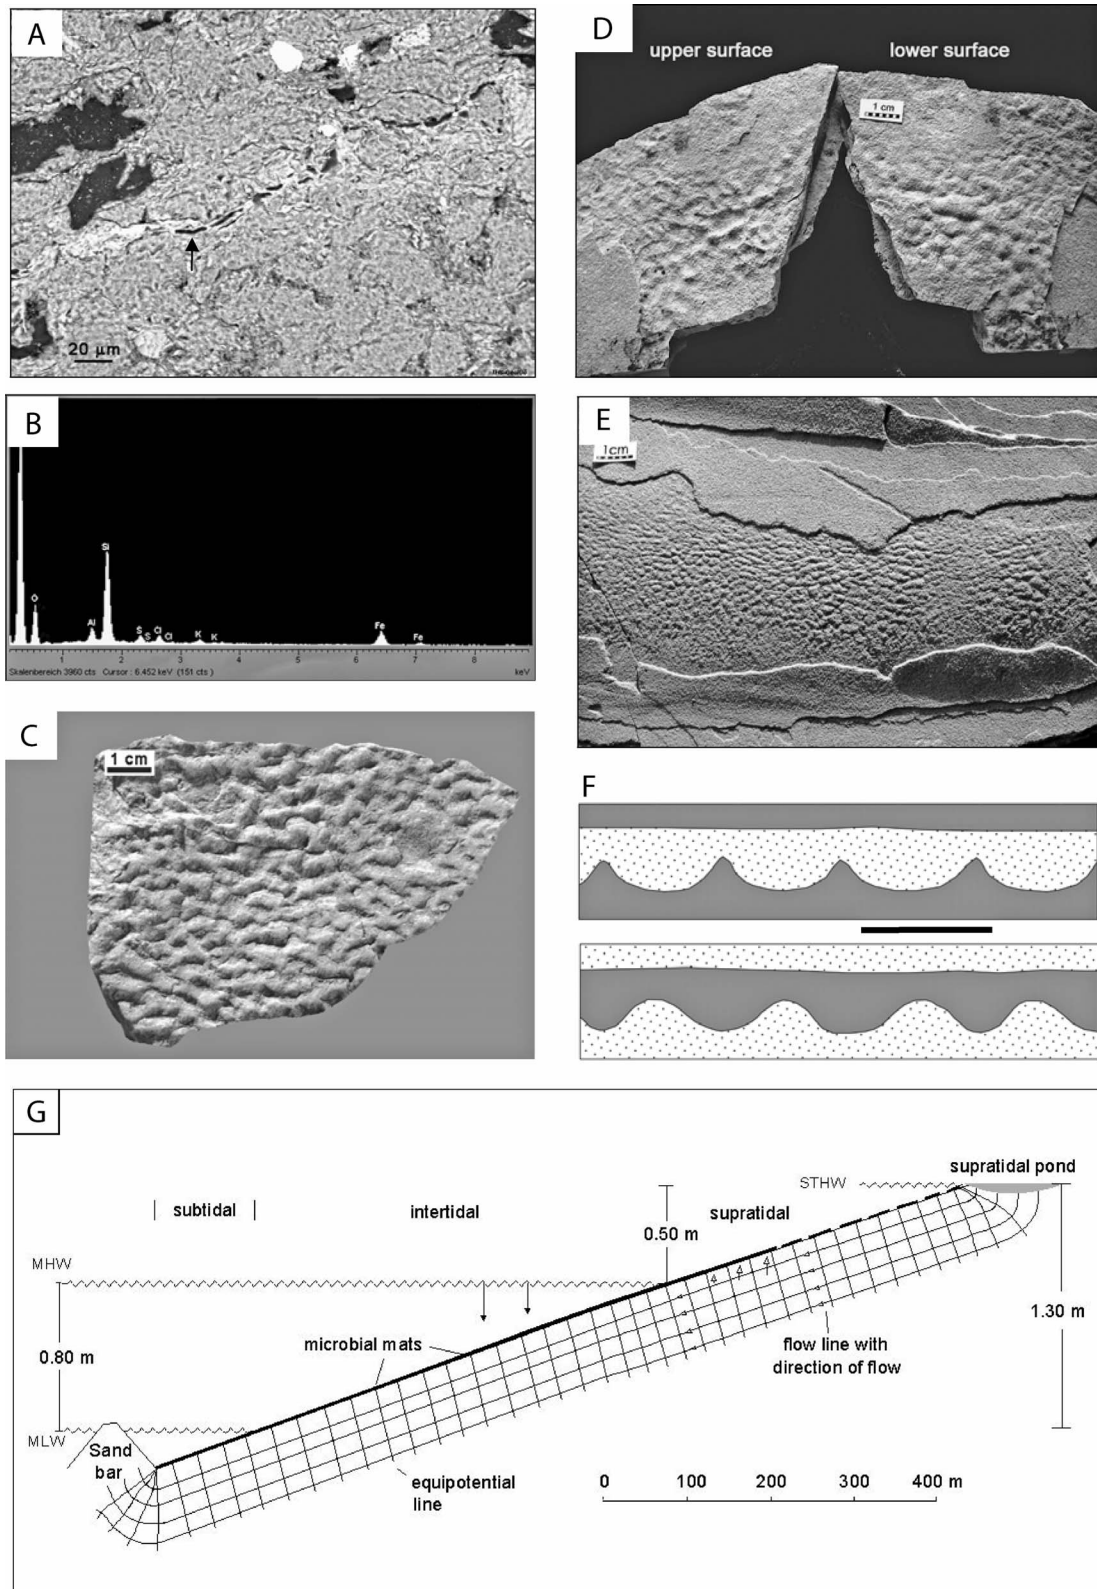 A
20 µm
B
Si
O
Al
S
S
Cl
Cl
K
K
Fe
Fe
1 2 3 4 5 6 7 8
Skalenbereich 3960 cts Cursor: 6.452 keV (151 cts)
keV
C
1 cm
D
upper surface
lower surface
1 cm
E
1cm
F
G
supratidal pond
STHW
subtidal
intertidal
supratidal
0.50 m
MHW
1.30 m
microbial mats
flow line with
direction of flow
0.80 m
MLW
Sand
bar
equipotential
line
0 100 200 300 400 m